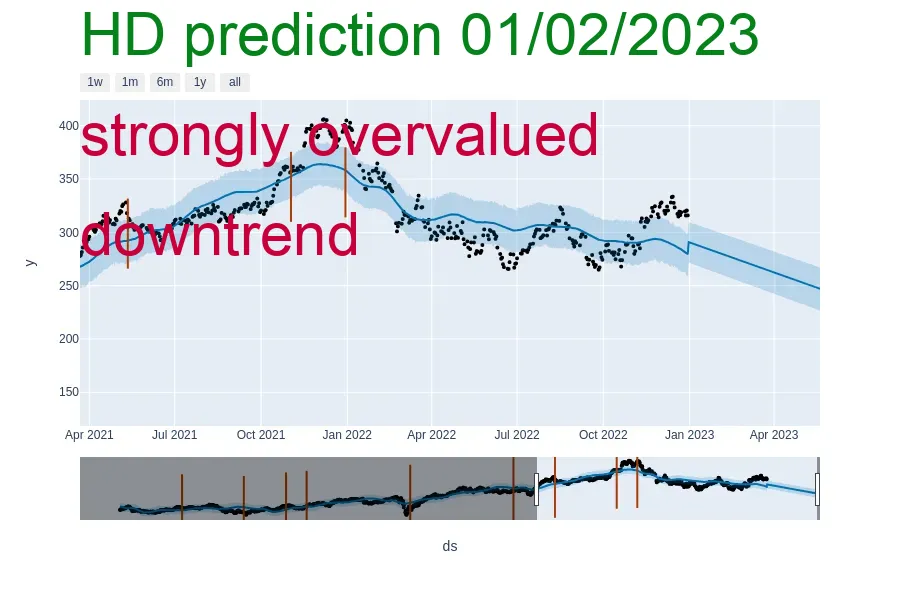 HD prediction 01/02/2023
1w 1m 6m 1y all
strongly overvalued
downtrend
400
350
300
250
200
150
y
Apr 2021 Jul 2021 Oct 2021 Jan 2022 Apr 2022 Jul 2022 Oct 2022 Jan 2023 Apr 2023
ds